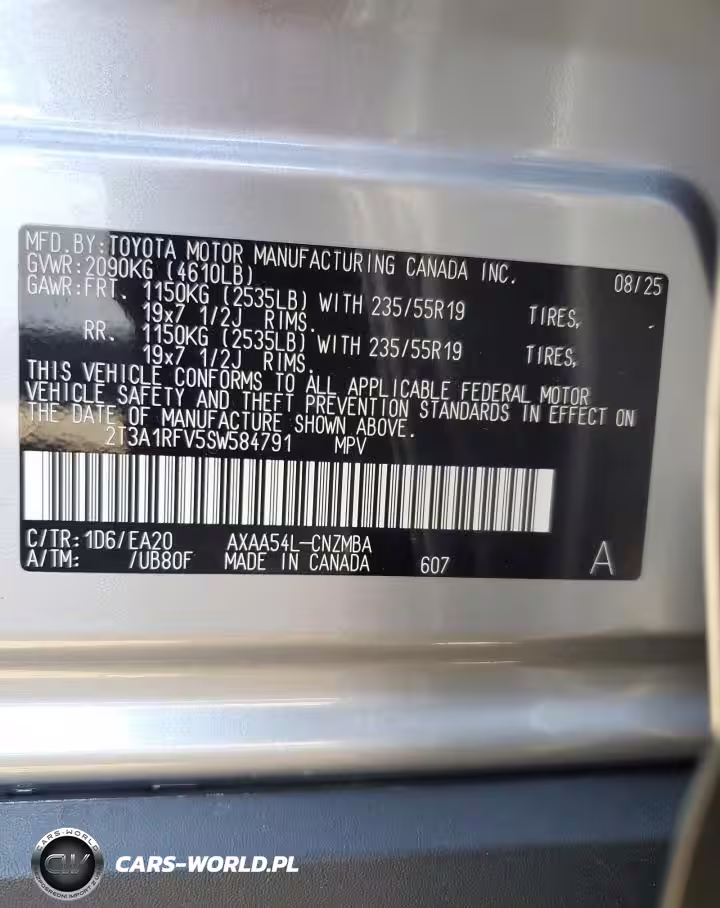 MFD.BY:TOYOTA MOTOR MANUFACTURING CANADA INC. 08/25
GVWR:2090KG (4610LB)
GAWR:FRT. 1150KG (2535LB) WITH 235/55R19 TIRES,
19x7 1/2J RIMS.
RR. 1150KG (2535LB) WITH 235/55R19 TIRES,
19x7 1/2J RIMS.
THIS VEHICLE CONFORMS TO ALL APPLICABLE FEDERAL MOTOR
VEHICLE SAFETY AND THEFT PREVENTION STANDARDS IN EFFECT ON
THE DATE OF MANUFACTURE SHOWN ABOVE.
2T3A1RFV5SW584791 MPV
C/TR:1D6/EA20 AXAA54L-CNZMBA
A/TM: /UB80F MADE IN CANADA 607 A
CARS-WORLD
CW
CARS-WORLD.PL